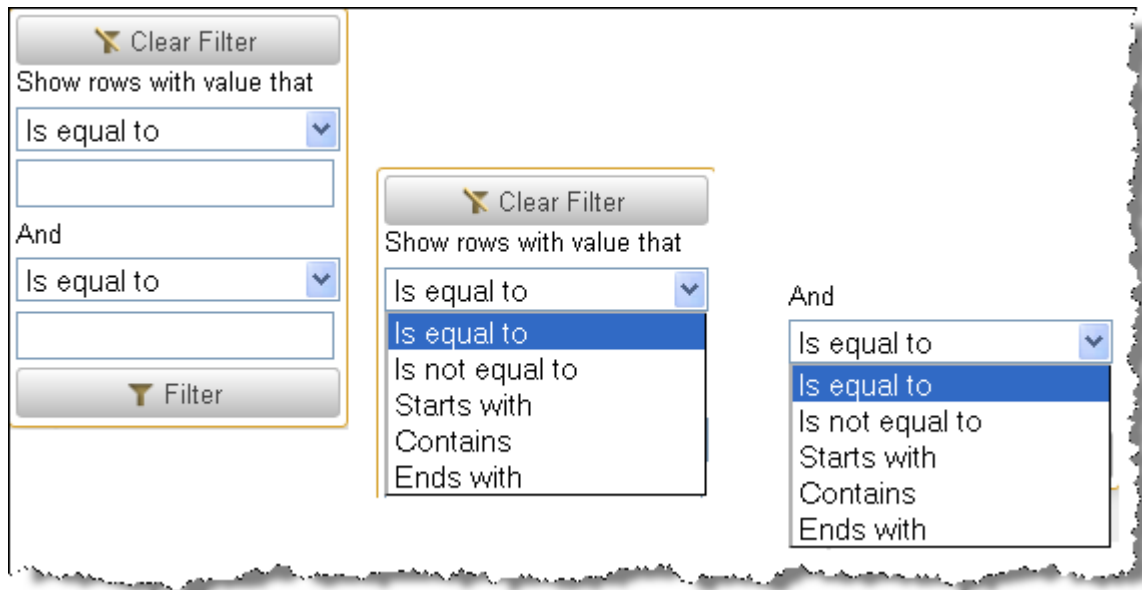 Clear Filter
Show rows with value that
Is equal to
And
Is equal to
Filter
Clear Filter
Show rows with value that
Is equal to
Is equal to
Is not equal to
Starts with
Contains
Ends with
And
Is equal to
Is equal to
Is not equal to
Starts with
Contains
Ends with